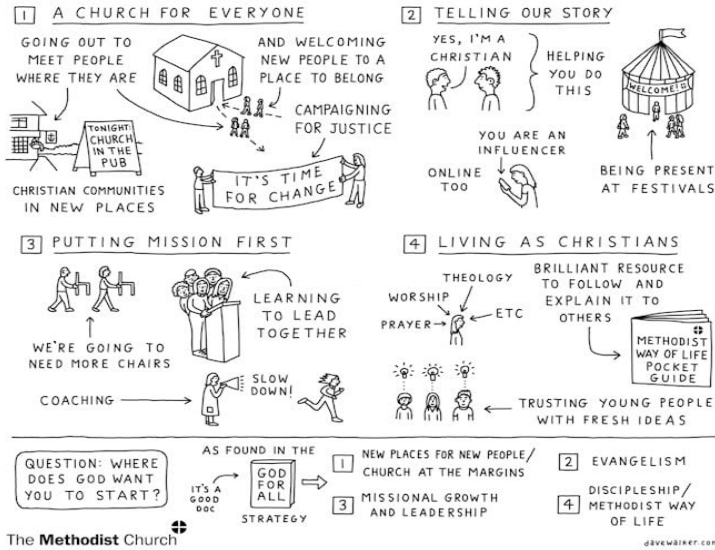 1 A CHURCH FOR EVERYONE
GOING OUT TO
MEET PEOPLE
WHERE THEY ARE
AND WELCOMING
NEW PEOPLE TO A
PLACE TO BELONG
CAMPAIGNING
FOR JUSTICE
TONIGHT:
CHURCH
IN THE
PUB
IT'S TIME
FOR CHANGE
CHRISTIAN COMMUNITIES
IN NEW PLACES
2 TELLING OUR STORY
YES, I'M A
CHRISTIAN
HELPING
YOU DO
THIS
WELCOME!
YOU ARE AN
INFLUENCER
ONLINE
TOO
BEING PRESENT
AT FESTIVALS
3 PUTTING MISSION FIRST
LEARNING
TO LEAD
TOGETHER
WE'RE GOING TO
NEED MORE CHAIRS
COACHING
SLOW
DOWN!
4 LIVING AS CHRISTIANS
THEOLOGY
WORSHIP
PRAYER
ETC
BRILLIANT RESOURCE
TO FOLLOW AND
EXPLAIN IT TO
OTHERS
METHODIST
WAY OF LIFE
POCKET
GUIDE
TRUSTING YOUNG PEOPLE
WITH FRESH IDEAS
QUESTION: WHERE
DOES GOD WANT
YOU TO START?
AS FOUND IN THE
IT'S A
GOOD
DOC
GOD
FOR
ALL
STRATEGY
1 NEW PLACES FOR NEW PEOPLE/
CHURCH AT THE MARGINS
2 EVANGELISM
3 MISSIONAL GROWTH
AND LEADERSHIP
4 DISCIPLESHIP/
METHODIST WAY
OF LIFE
The Methodist Church
davewalker.com